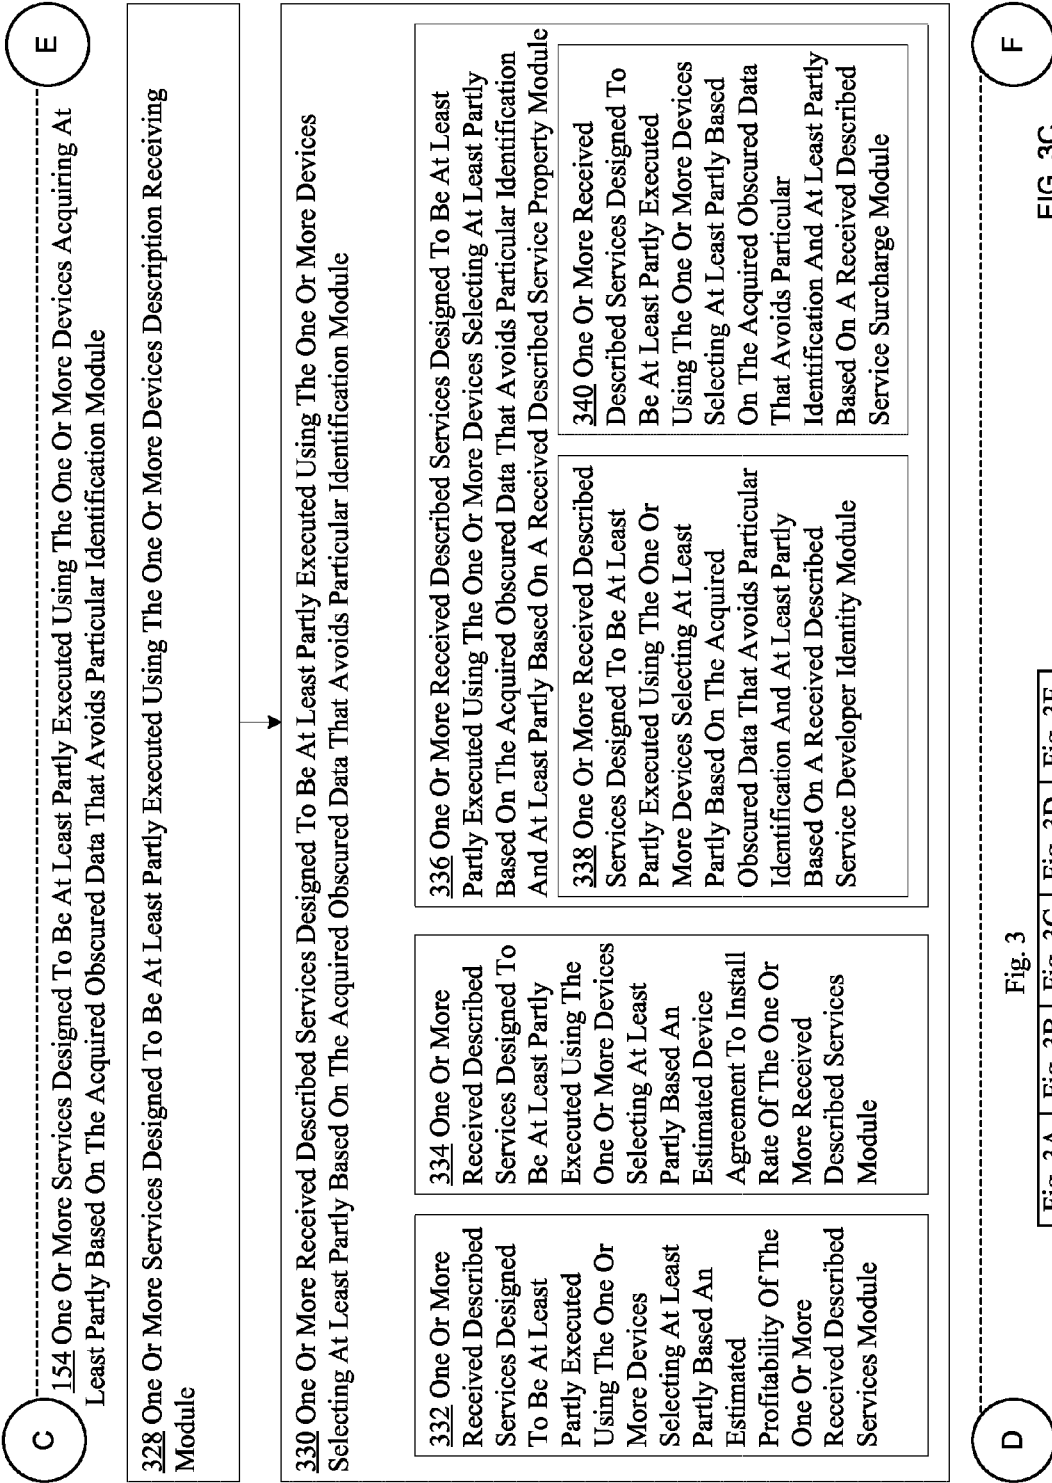 C
E
154 One Or More Services Designed To Be At Least Partly Executed Using The One Or More Devices Acquiring At
Least Partly Based On The Acquired Obscured Data That Avoids Particular Identification Module
328 One Or More Services Designed To Be At Least Partly Executed Using The One Or More Devices Description Receiving
Module
330 One Or More Received Described Services Designed To Be At Least Partly Executed Using The One Or More Devices
Selecting At Least Partly Based On The Acquired Obscured Data That Avoids Particular Identification Module
332 One Or More
Received Described
Services Designed
To Be At Least
Partly Executed
Using The One Or
More Devices
Selecting At Least
Partly Based An
Estimated
Profitability Of The
One Or More
Received Described
Services Module
334 One Or More
Received Described
Services Designed To
Be At Least Partly
Executed Using The
One Or More Devices
Selecting At Least
Partly Based An
Estimated Device
Agreement To Install
Rate Of The One Or
More Received
Described Services
Module
336 One Or More Received Described Services Designed To Be At Least
Partly Executed Using The One Or More Devices Selecting At Least Partly
Based On The Acquired Obscured Data That Avoids Particular Identification
And At Least Partly Based On A Received Described Service Property Module
338 One Or More Received Described
Services Designed To Be At Least
Partly Executed Using The One Or
More Devices Selecting At Least
Partly Based On The Acquired
Obscured Data That Avoids Particular
Identification And At Least Partly
Based On A Received Described
Service Developer Identity Module
340 One Or More Received
Described Services Designed To
Be At Least Partly Executed
Using The One Or More Devices
Selecting At Least Partly Based
On The Acquired Obscured Data
That Avoids Particular
Identification And At Least Partly
Based On A Received Described
Service Surcharge Module
D
F
Fig. 3
Fig. 3A Fig. 3B Fig. 3C Fig. 3D Fig. 3E
FIG. 3C